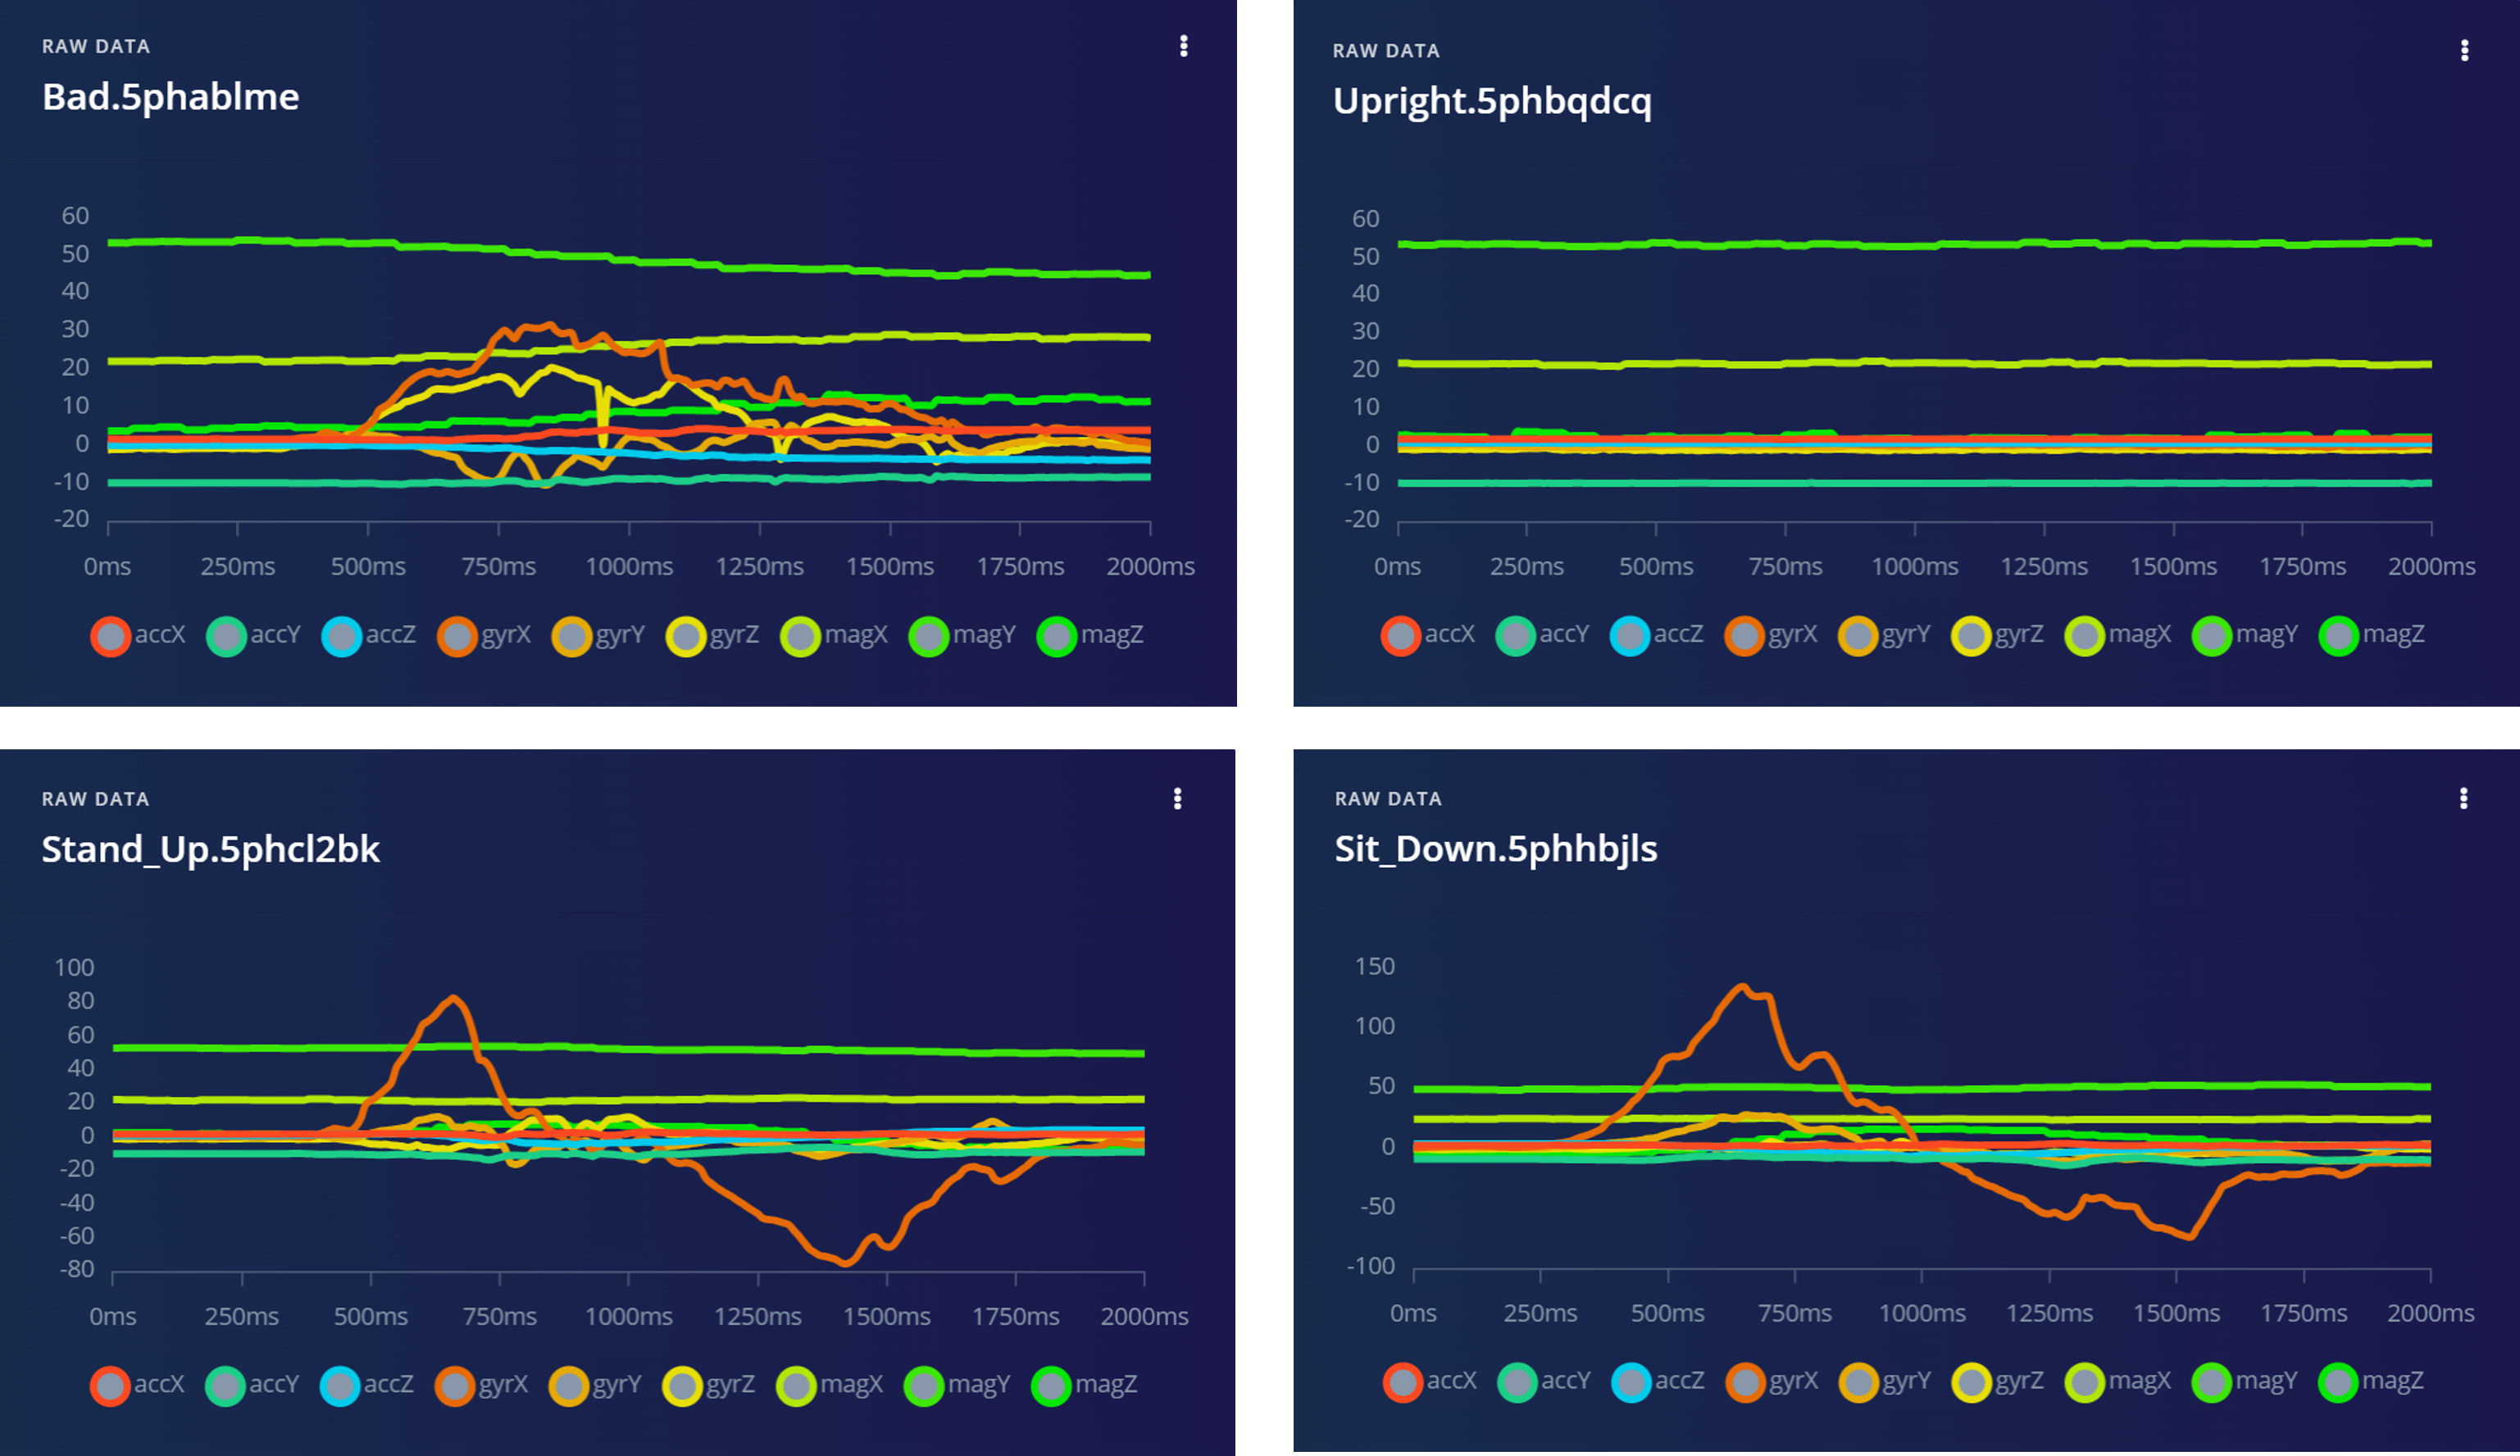 RAW DATA
Bad.5phablme
60
50
40
30
20
10
0
-10
-20
0ms 250ms 500ms 750ms 1000ms 1250ms 1500ms 1750ms 2000ms
accX accY accZ gyrX gyrY gyrZ magX magY magZ
RAW DATA
Upright.5phbqdcq
60
50
40
30
20
10
0
-10
-20
0ms 250ms 500ms 750ms 1000ms 1250ms 1500ms 1750ms 2000ms
accX accY accZ gyrX gyrY gyrZ magX magY magZ
RAW DATA
Stand_Up.5phcl2bk
100
80
60
40
20
0
-20
-40
-60
-80
0ms 250ms 500ms 750ms 1000ms 1250ms 1500ms 1750ms 2000ms
accX accY accZ gyrX gyrY gyrZ magX magY magZ
RAW DATA
Sit_Down.5phhbjls
150
100
50
0
-50
-100
0ms 250ms 500ms 750ms 1000ms 1250ms 1500ms 1750ms 2000ms
accX accY accZ gyrX gyrY gyrZ magX magY magZ